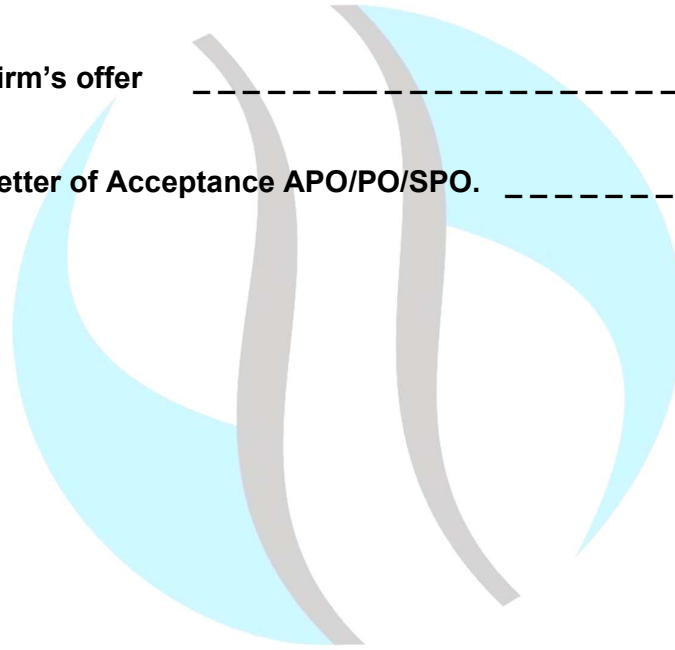 irm’s offer _ _ _ _ _ _ _ _ _ _ _ _ _ _ _ _ _ _ _
etter of Acceptance APO/PO/SPO. _ _ _ _ _ _ _